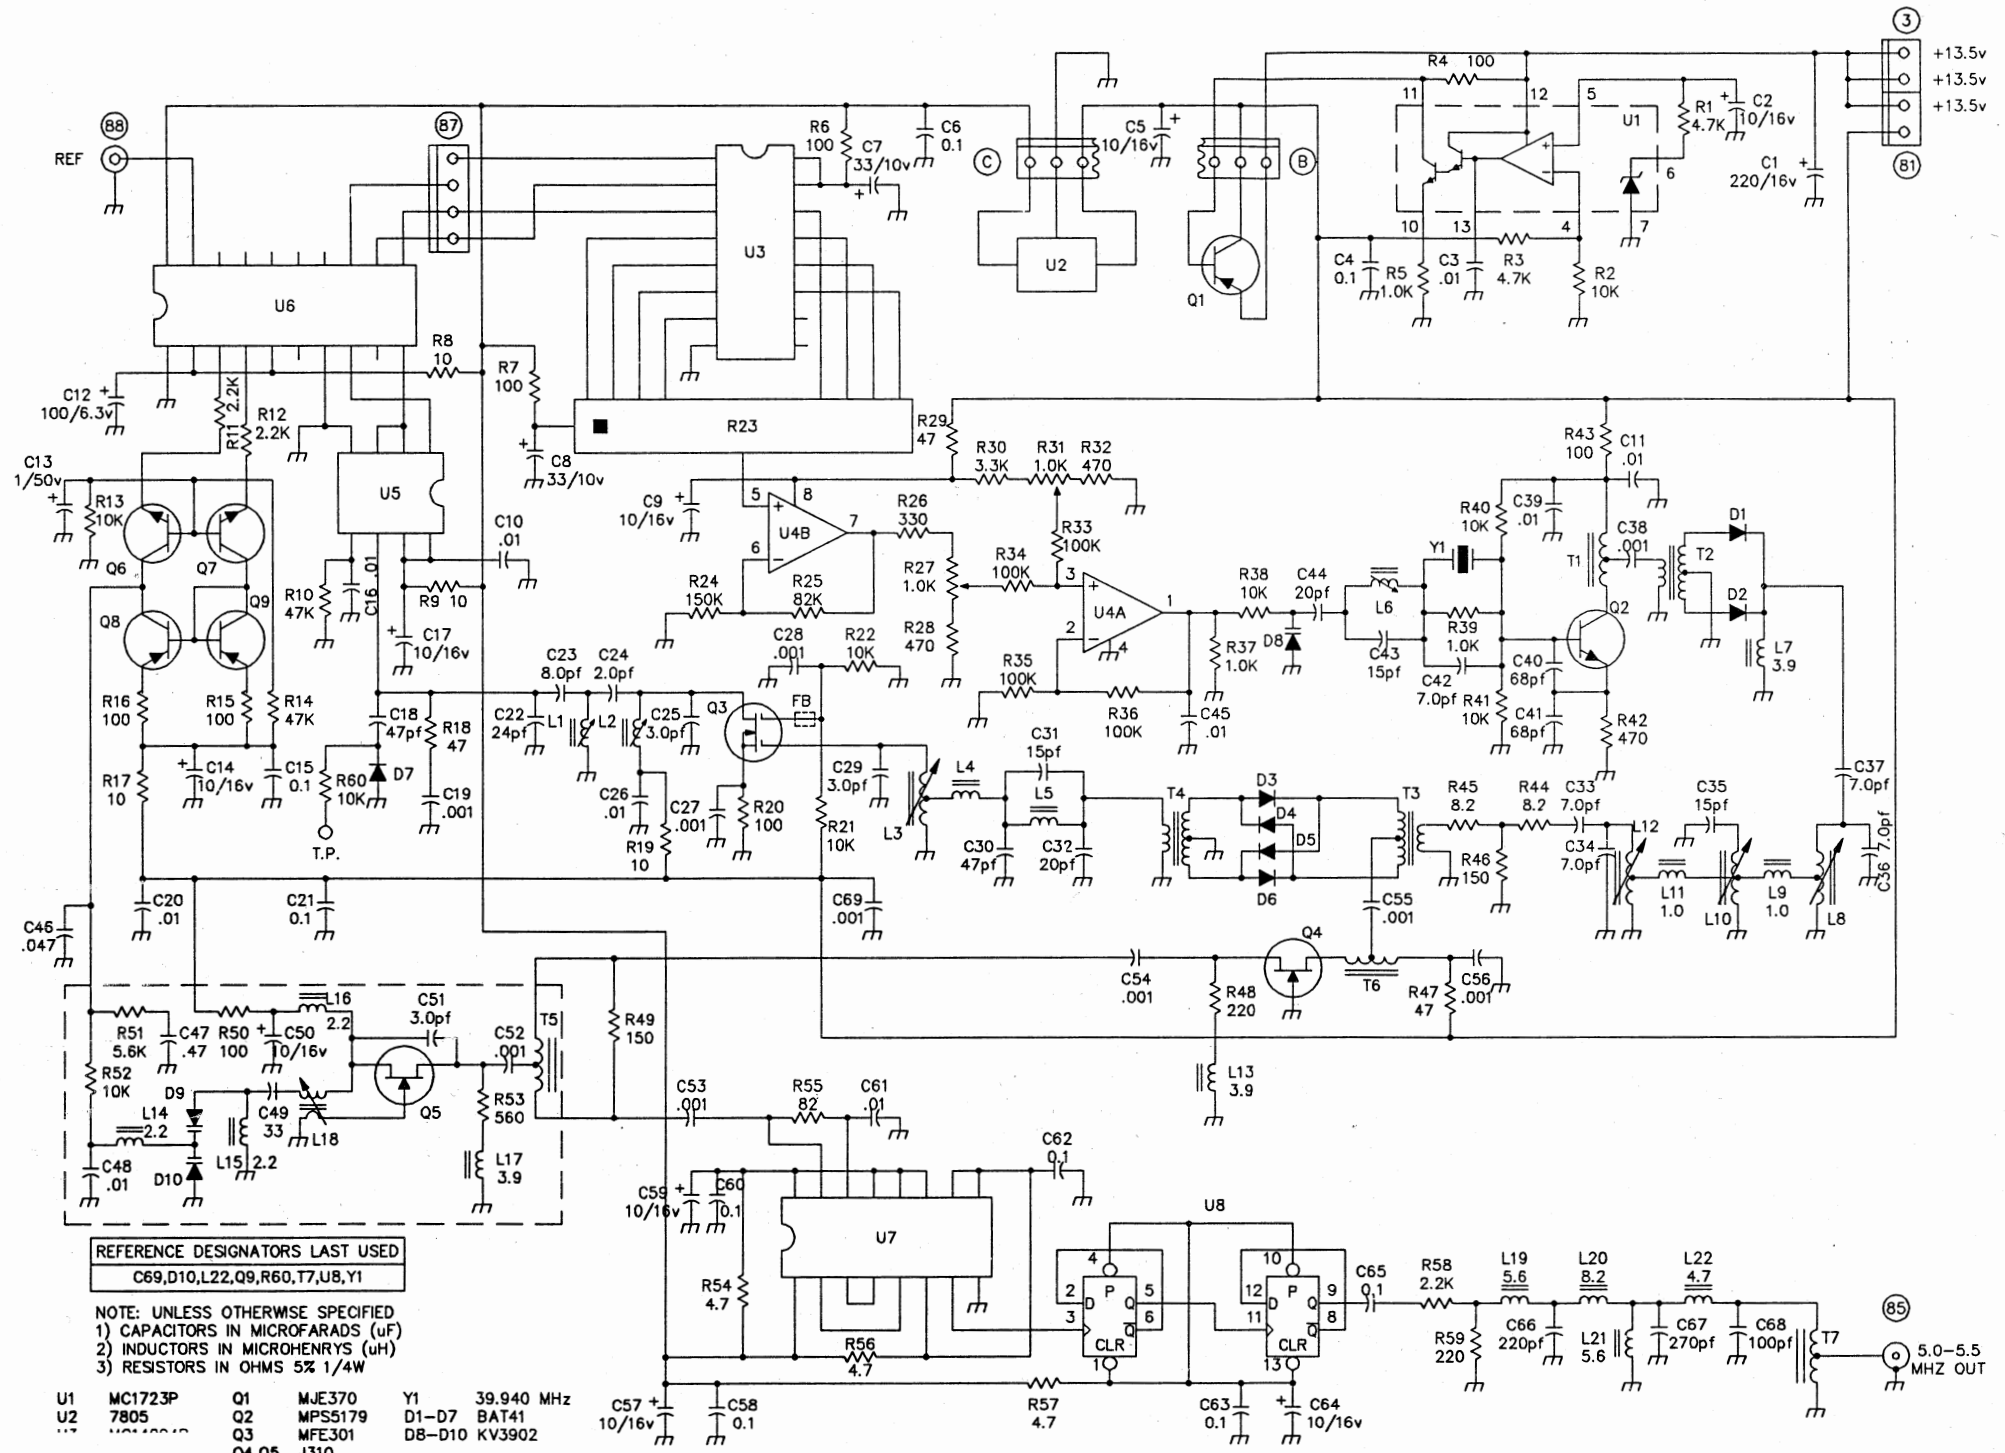 3
+13.5v
+13.5v
+13.5v
81
88
REF
87
R6
100
C7
33/10v
C6
0.1
C
C5
10/16v
B
R4 100
11
12
5
U1
R1
4.7K
C2
10/16v
C1
220/16v
6
7
10
13
4
U6
U3
U2
Q1
C4
0.1
R5
1.0K
C3
.01
R3
4.7K
R2
10K
C12
100/6.3v
R8
10
R7
100
2.2K
R11
R12
2.2K
C8
33/10v
R23
R29
47
R30
3.3K
R31
1.0K
R32
470
R43
100
C11
.01
C13
1/50v
R13
10K
Q6
Q7
U5
C10
.01
R10
47K
C16 .01
R9 10
C17
10/16v
C9
10/16v
5
8
6
7
U4B
R24
150K
R25
82K
R26
330
R27
1.0K
R28
470
R33
100K
R34
100K
3
2
1
4
U4A
R35
100K
R36
100K
R37
1.0K
R38
10K
D8
C44
20pf
C45
.01
L6
C43
15pf
Y1
R39
1.0K
C42
7.0pf
R40
10K
R41
10K
C39
.01
C40
68pf
C41
68pf
T1
C38
.001
T2
Q2
R42
470
D1
D2
L7
3.9
Q8
Q9
R16
100
R15
100
R14
47K
R17
10
C14
10/16v
C15
0.1
R60
10K
T.P.
D7
C18
47pf
R18
47
C19
.001
C22
24pf
C23
8.0pf
C24
2.0pf
L1
L2
C25
3.0pf
C26
.01
R19
10
C27
.001
Q3
R20
100
C28
.001
R22
10K
FB
R21
10K
C29
3.0pf
L3
L4
C31
15pf
L5
C30
47pf
C32
20pf
T4
D3
D4
D5
D6
T3
R45
8.2
R44
8.2
R46
150
C33
7.0pf
C34
7.0pf
L12
L11
1.0
C35
15pf
L10
L9
1.0
L8
C37
7.0pf
C36 7.0pf
C20
.01
C21
0.1
C69
.001
C46
.047
C55
.001
C54
.001
Q4
T6
R48
220
R47
47
C56
.001
L13
3.9
R51
5.6K
C47
.47
R50
100
C50
10/16v
L16
2.2
C51
3.0pf
C52
.001
T5
R49
150
R52
10K
D9
L14
2.2
C49
33
L18
L15 2.2
D10
C48
.01
Q5
R53
560
L17
3.9
C53
.001
R55
82
C61
.01
C62
0.1
C59
10/16v
C60
0.1
U7
R54
4.7
R56
4.7
U8
4
2
3
5
6
1
D
P
Q
Q
CLR
10
12
11
9
8
13
D
P
Q
Q
CLR
C65
0.1
R58
2.2K
R59
220
L19
5.6
C66
220pf
L20
8.2
L21
5.6
C67
270pf
L22
4.7
C68
100pf
T7
85
5.0-5.5
MHZ OUT
C57
10/16v
C58
0.1
R57
4.7
C63
0.1
C64
10/16v
REFERENCE DESIGNATORS LAST USED
C69,D10,L22,Q9,R60,T7,U8,Y1
NOTE: UNLESS OTHERWISE SPECIFIED
1) CAPACITORS IN MICROFARADS (uF)
2) INDUCTORS IN MICROHENRYS (uH)
3) RESISTORS IN OHMS 5% 1/4W
U1 MC1723P Q1 MJE370 Y1 39.940 MHz
U2 7805 Q2 MPS5179 D1-D7 BAT41
Q3 MFE301 D8-D10 KV3902